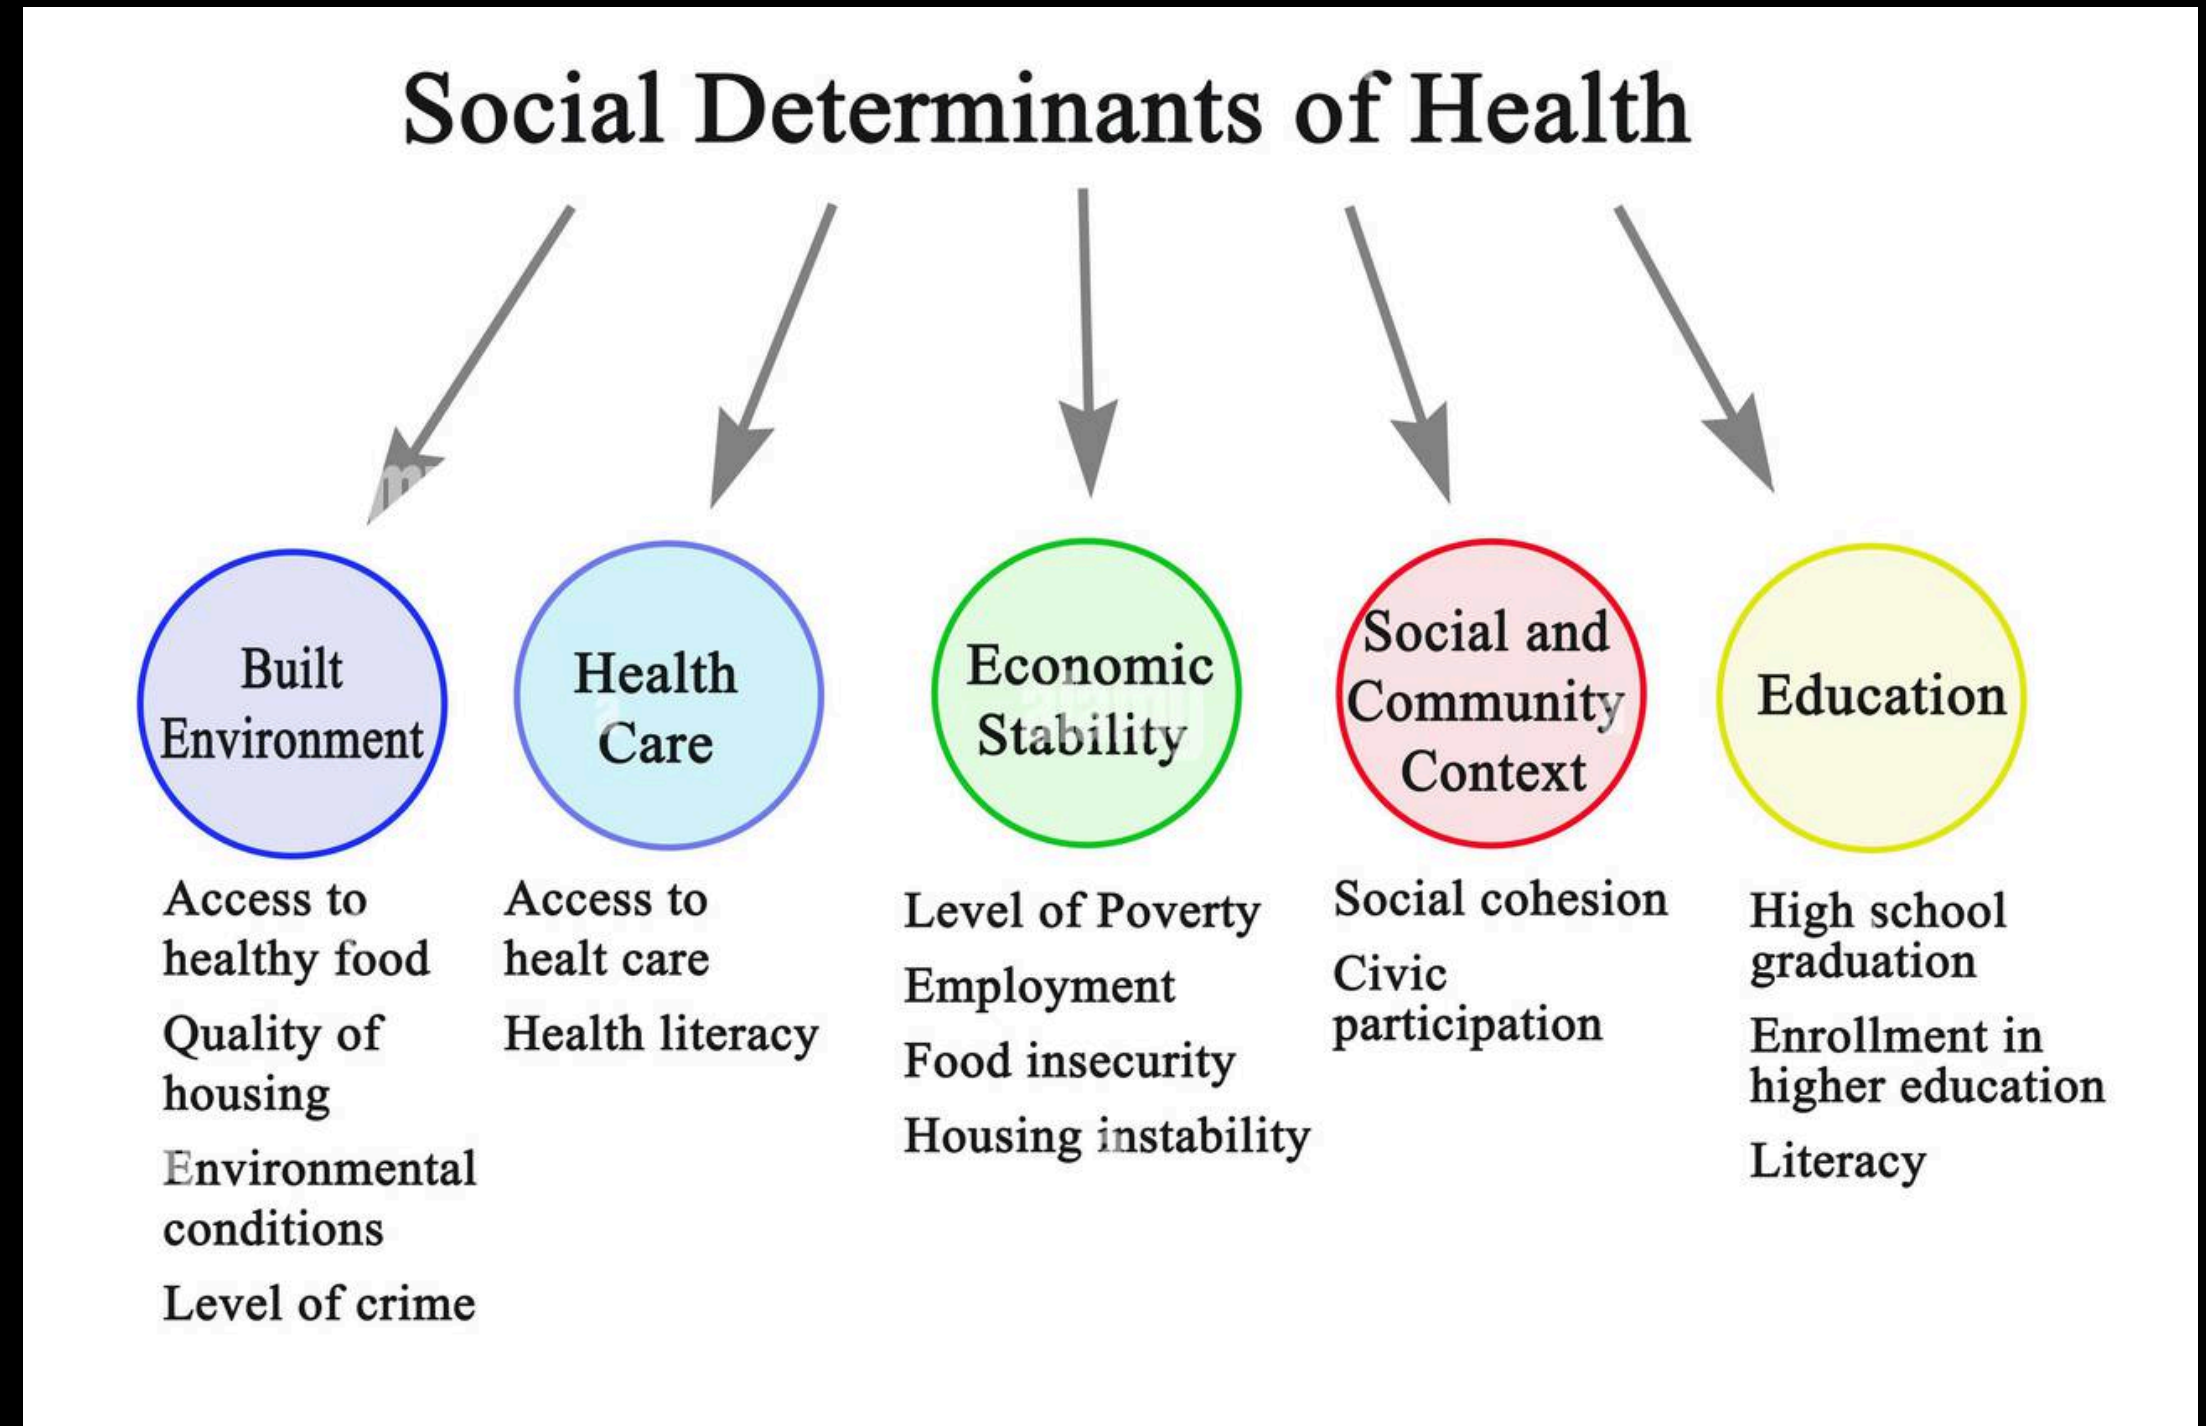 Social Determinants of Health
Built
Environment
Access to
healthy food
Quality of
housing
Environmental
conditions
Level of crime
Health
Care
Access to
healt care
Health literacy
Economic
Stability
Level of Poverty
Employment
Food insecurity
Housing instability
Social and
Community
Context
Social cohesion
Civic
participation
Education
High school
graduation
Enrollment in
higher education
Literacy